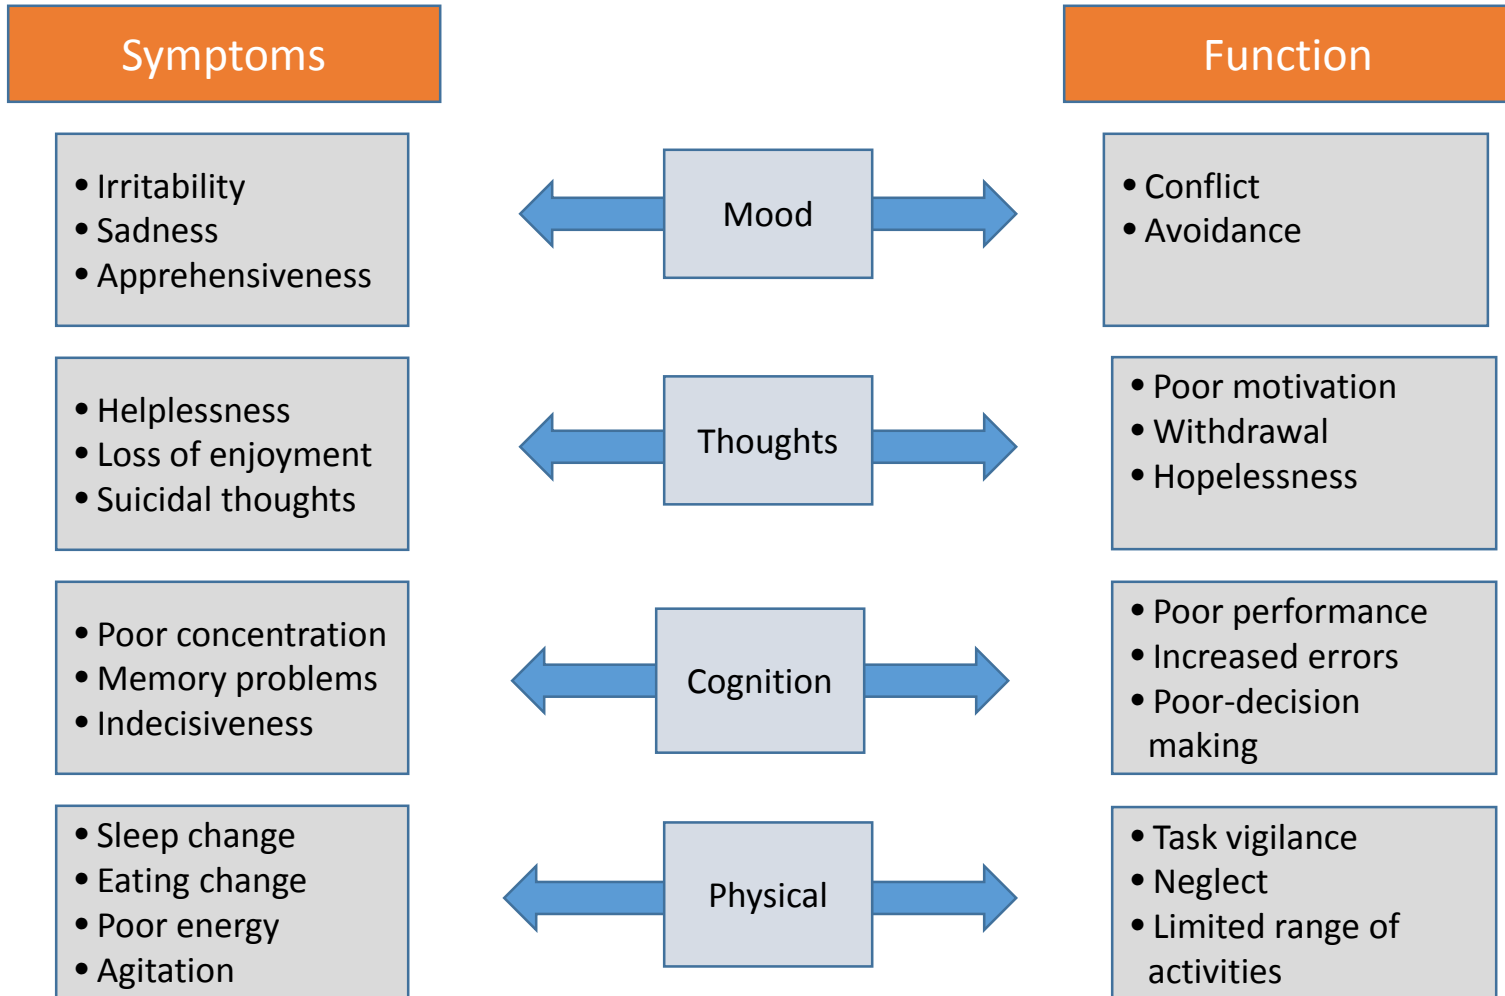 Symptoms
Function
• Irritability
• Sadness
• Apprehensiveness
Mood
• Conflict
• Avoidance
• Helplessness
• Loss of enjoyment
• Suicidal thoughts
Thoughts
• Poor motivation
• Withdrawal
• Hopelessness
• Poor concentration
• Memory problems
• Indecisiveness
Cognition
• Poor performance
• Increased errors
• Poor-decision
making
• Sleep change
• Eating change
• Poor energy
• Agitation
Physical
• Task vigilance
• Neglect
• Limited range of
activities